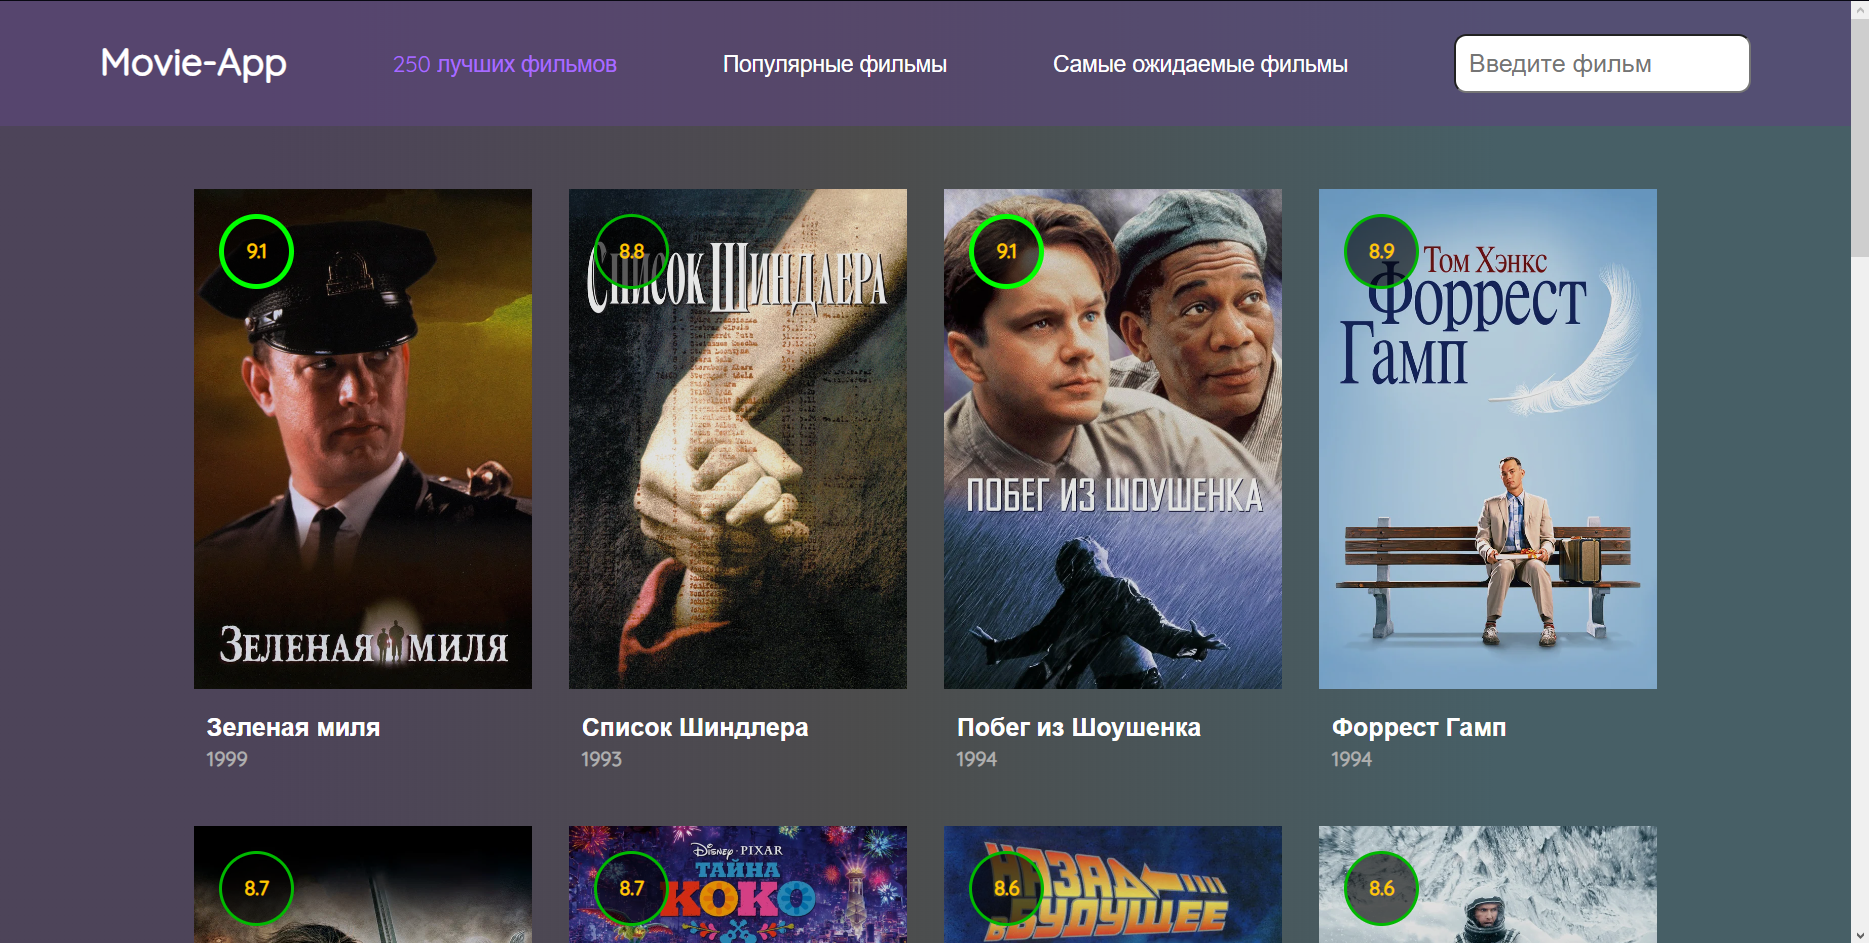 Movie-App
250 лучших фильмов
Популярные фильмы
Самые ожидаемые фильмы
Введите фильм
9.1
ЗЕЛЕНАЯ МИЛЯ
Зеленая миля
1999
8.8
СПИСОК ШИНДЛЕРА
Список Шиндлера
1993
9.1
ПОБЕГ ИЗ ШОУШЕНКА
Побег из Шоушенка
1994
8.9
Том Хэнкс
Форрест
Гамп
Форрест Гамп
1994
8.7
8.7
DISNEY · PIXAR
ТАЙНА
КОКО
8.6
НАЗАД
в БУДУЩЕЕ
8.6